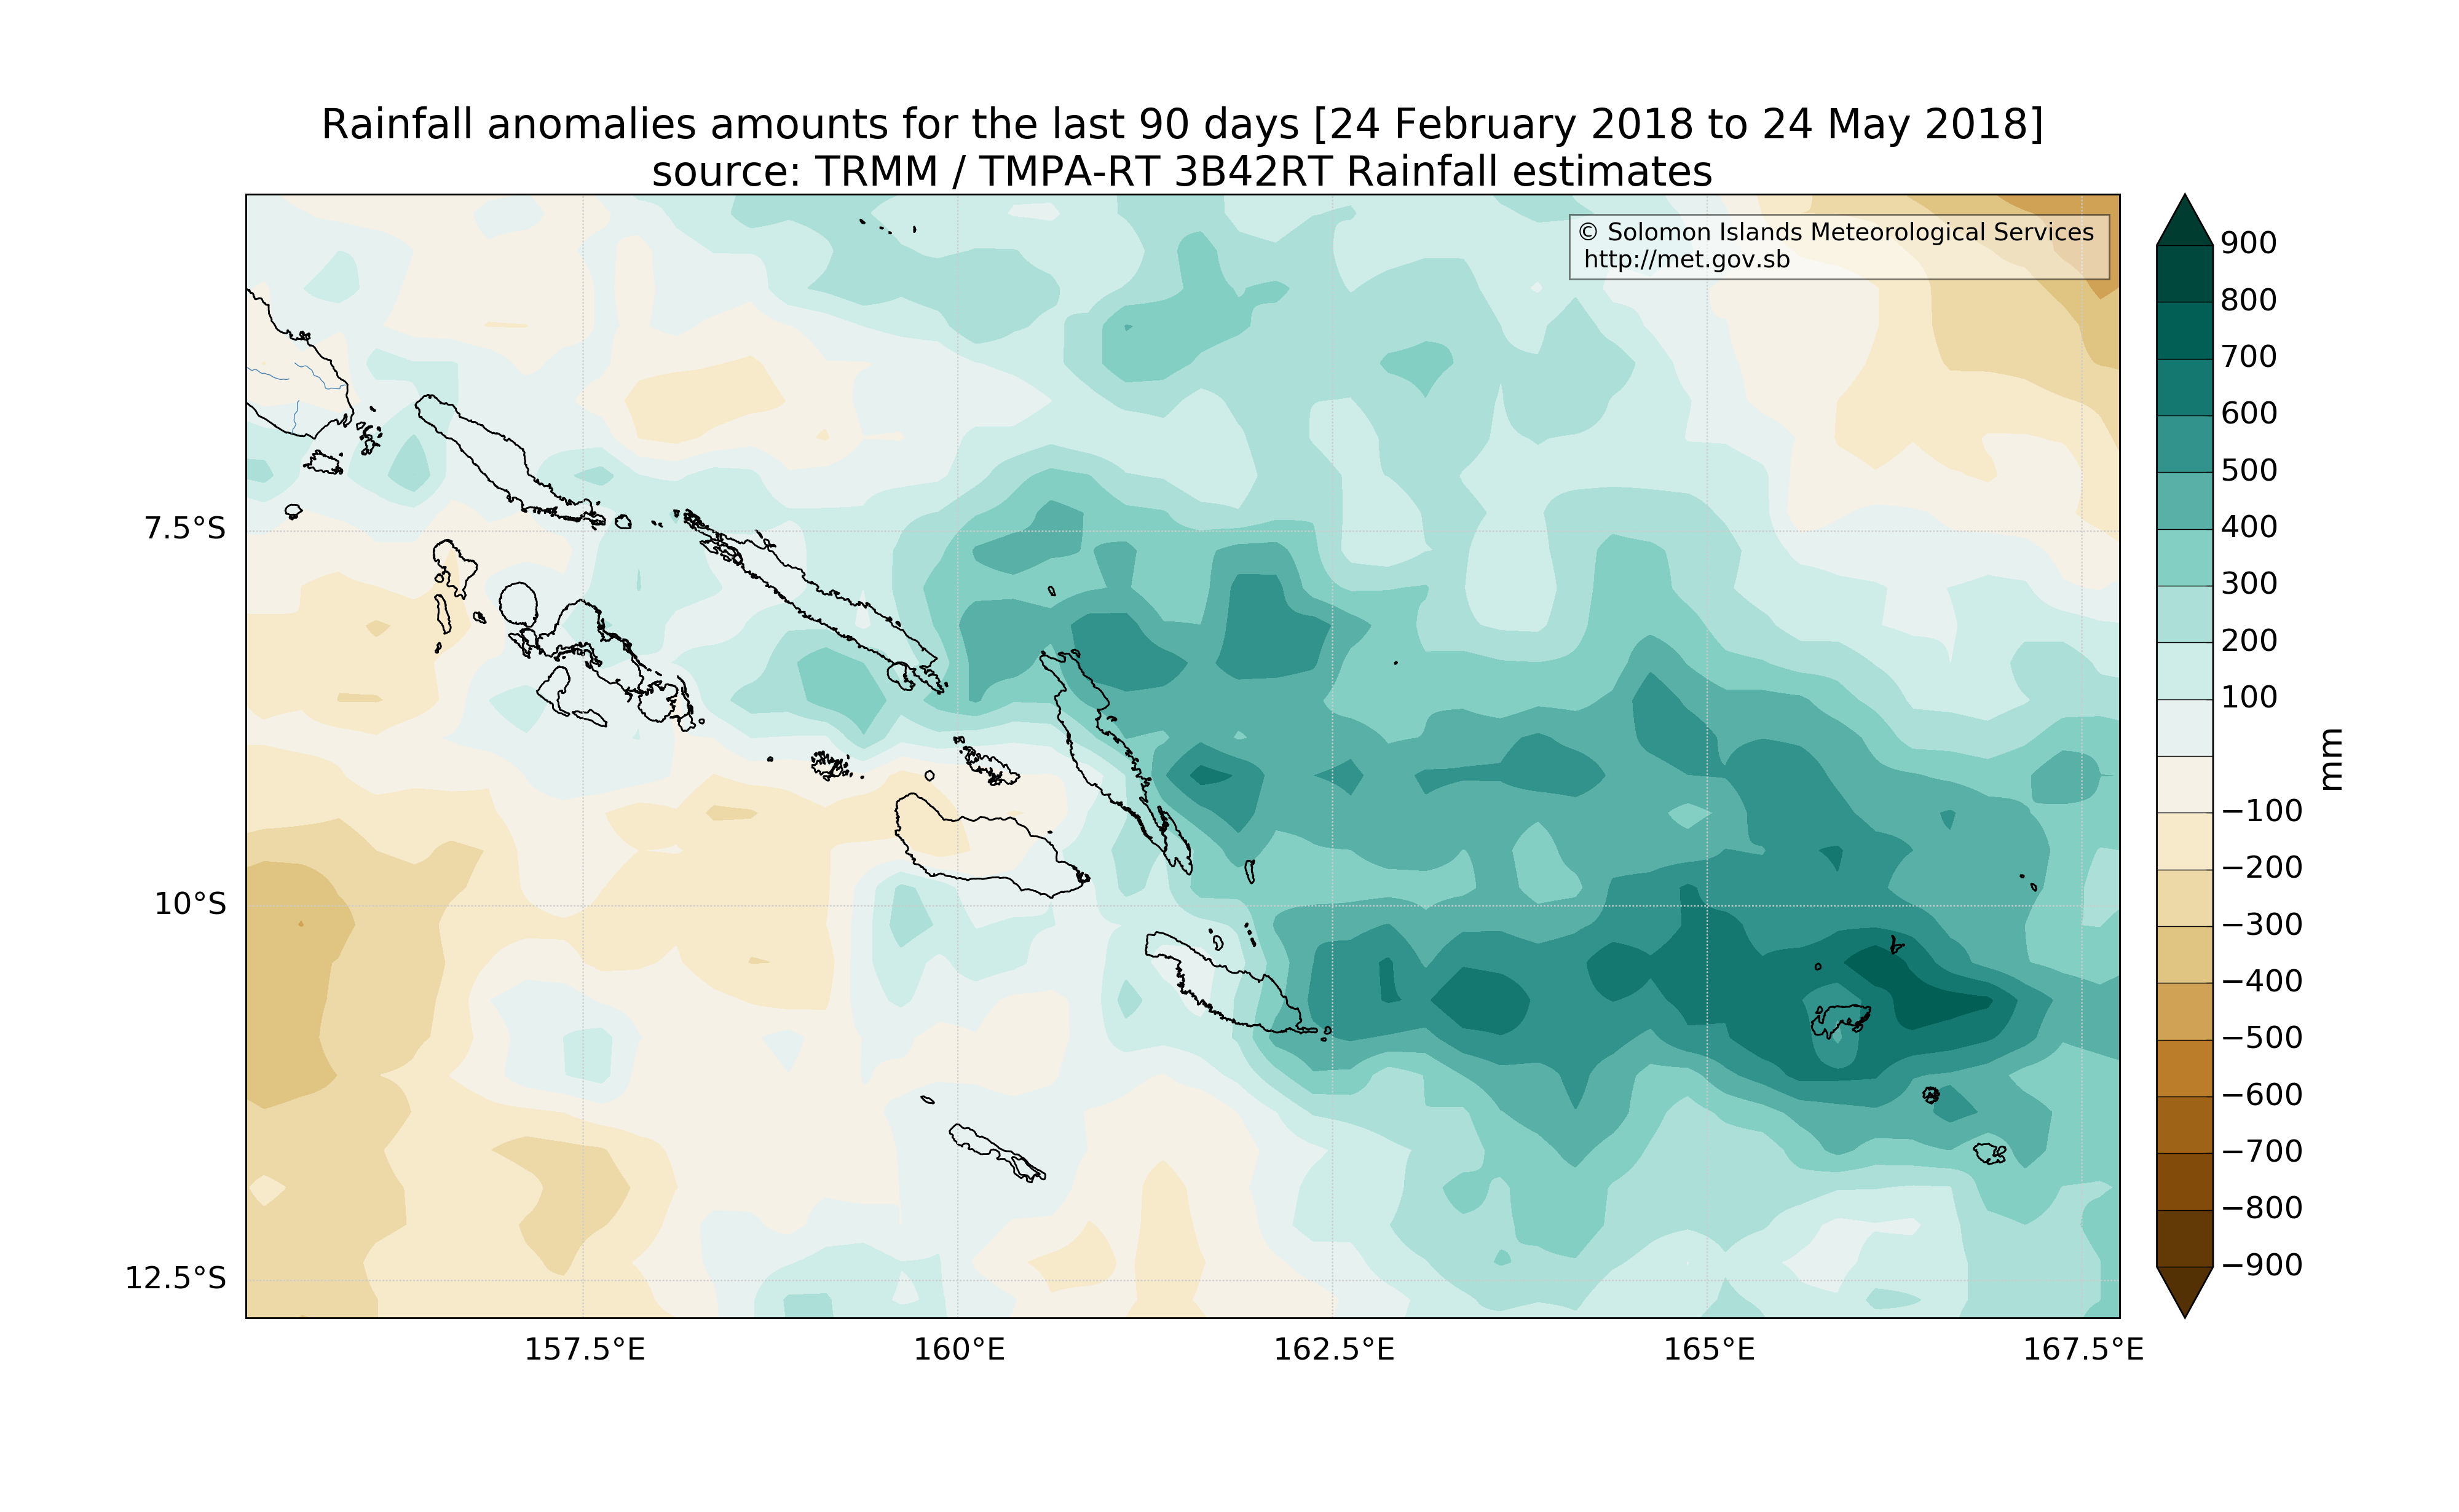 Rainfall anomalies amounts for the last 90 days [24 February 2018 to 24 May 2018]
source: TRMM / TMPA-RT 3B42RT Rainfall estimates
© Solomon Islands Meteorological Services
http://met.gov.sb
7.5°S
10°S
12.5°S
157.5°E
160°E
162.5°E
165°E
167.5°E
900
800
700
600
500
400
300
200
100
−100
−200
−300
−400
−500
−600
−700
−800
−900
mm